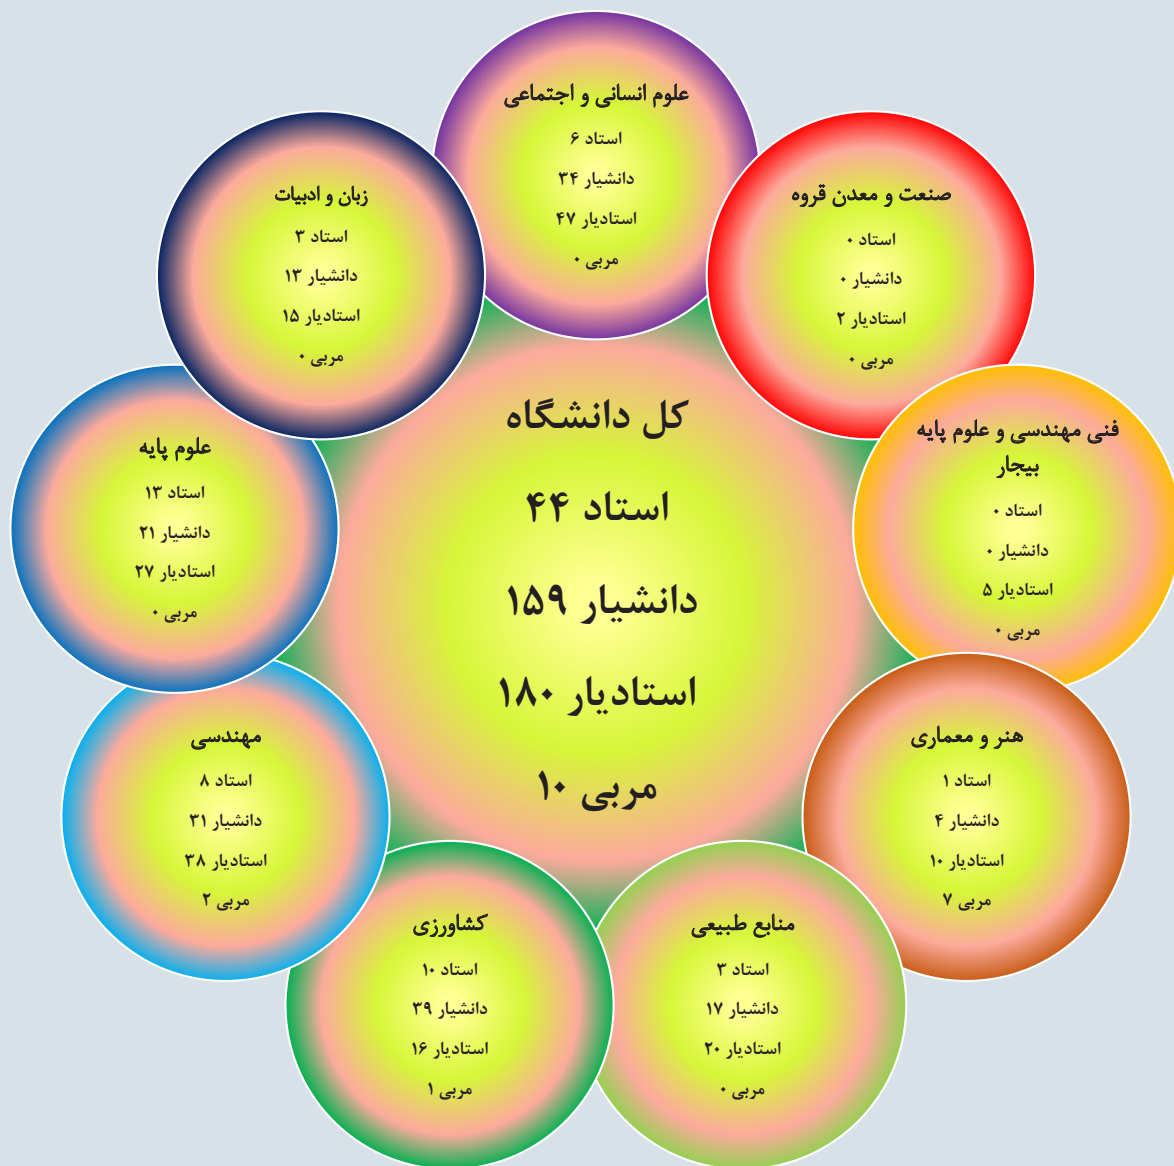 علوم انسانی و اجتماعی
استاد ۶
دانشیار ۳۴
استادیار ۴۷
مربی ۰
صنعت و معدن قروه
استاد ۰
دانشیار ۰
استادیار ۲
مربی ۰
فنی مهندسی و علوم پایه
بیجار
استاد ۰
دانشیار ۰
استادیار ۵
مربی ۰
هنر و معماری
استاد ۱
دانشیار ۴
استادیار ۱۰
مربی ۷
منابع طبیعی
استاد ۳
دانشیار ۱۷
استادیار ۲۰
مربی ۰
کشاورزی
استاد ۱۰
دانشیار ۳۹
استادیار ۱۶
مربی ۱
مهندسی
استاد ۸
دانشیار ۳۱
استادیار ۳۸
مربی ۲
علوم پایه
استاد ۱۳
دانشیار ۲۱
استادیار ۲۷
مربی ۰
زبان و ادبیات
استاد ۳
دانشیار ۱۳
استادیار ۱۵
مربی ۰
کل دانشگاه
استاد ۴۴
دانشیار ۱۵۹
استادیار ۱۸۰
مربی ۱۰